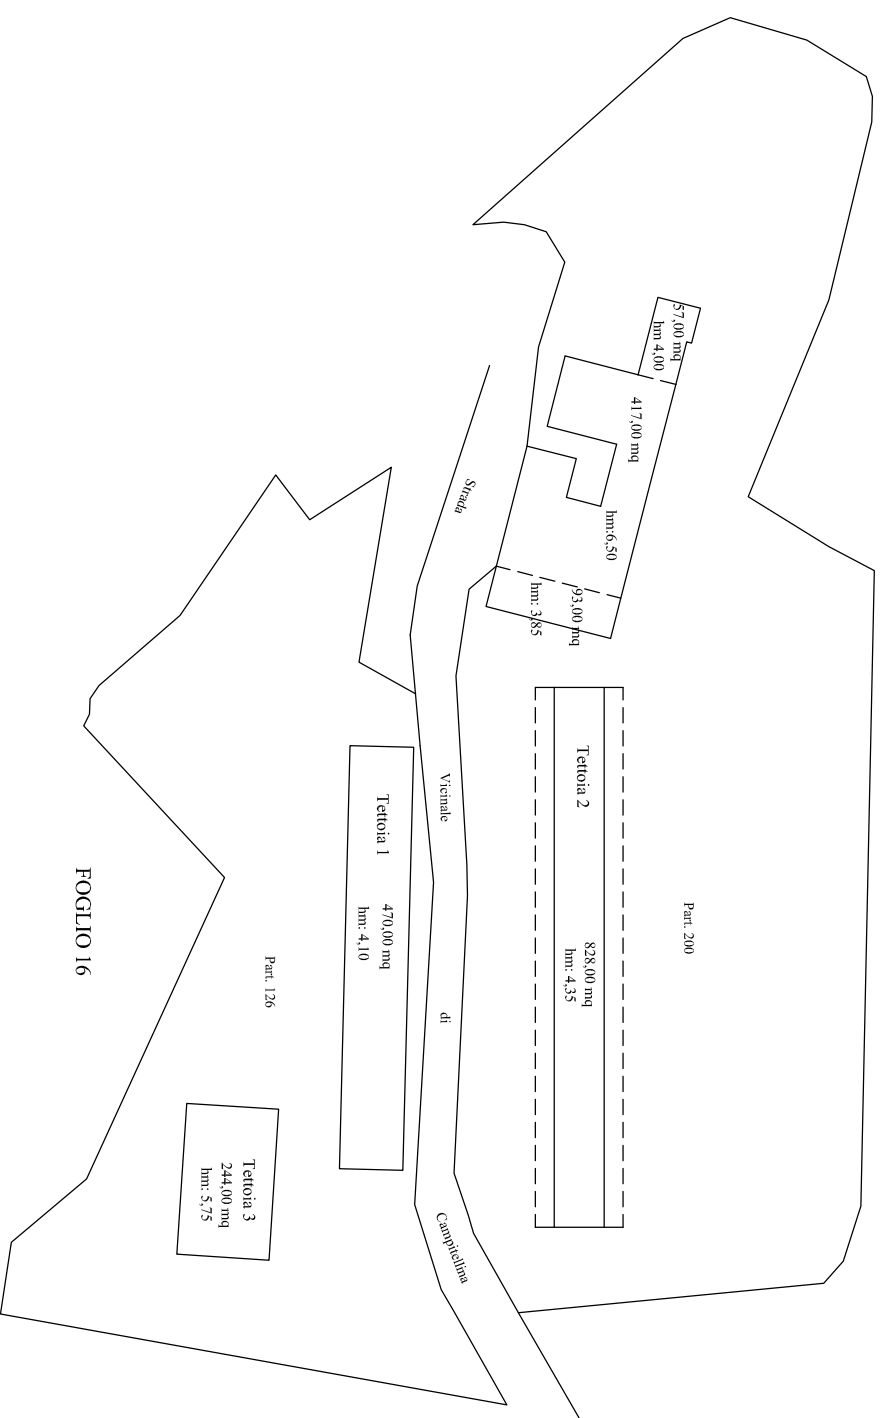 57,00 mq
hm 4,00
417,00 mq
hm:6,50
93,00 mq
hm: 3,85
Strada
Vicinale
di
Campitellina
Tettoia 2
828,00 mq
hm: 4,35
Part. 200
Tettoia 1
470,00 mq
hm: 4,10
Part. 126
Tettoia 3
244,00 mq
hm: 5,75
FOGLIO 16